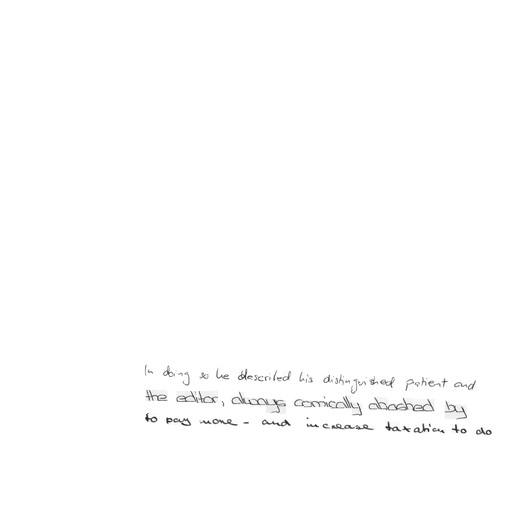 In doing so he described his distinguished patient and
the editor, always comically abashed by
to pay more - and increase taxation to do